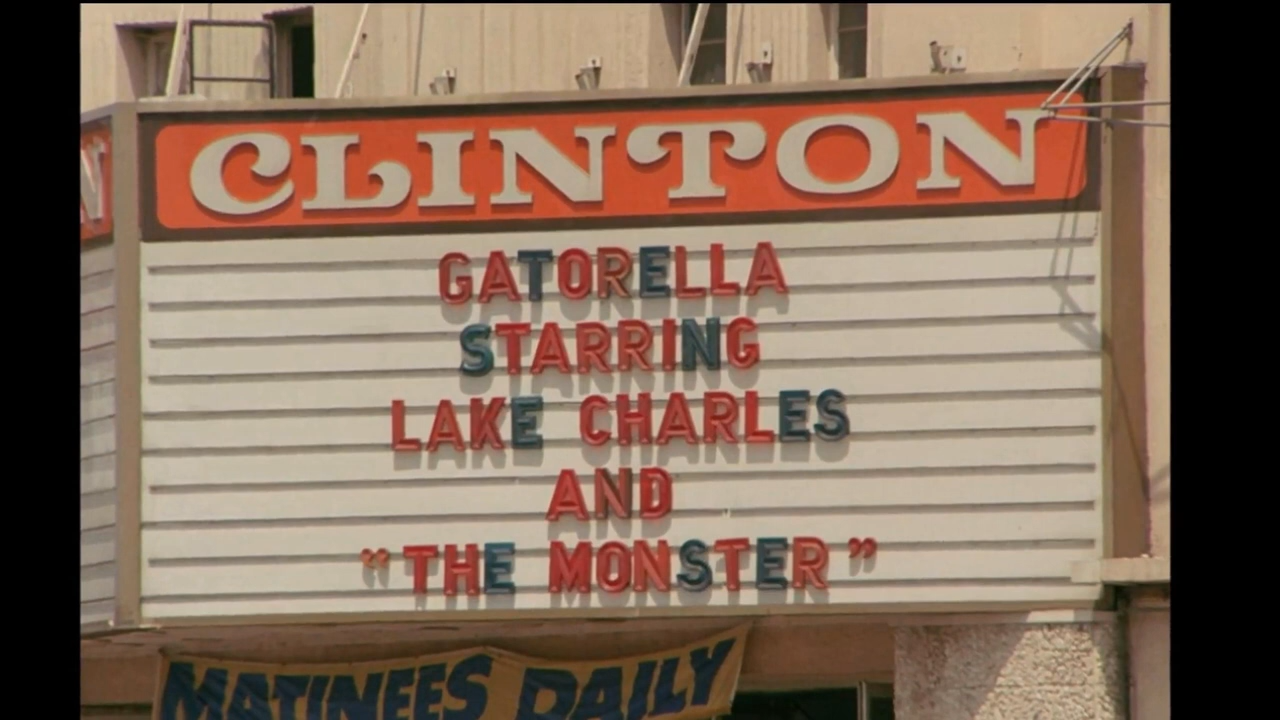 CLINTON
GATORELLA
STARRING
LAKE CHARLES
AND
"THE MONSTER"
MATINEES DAILY